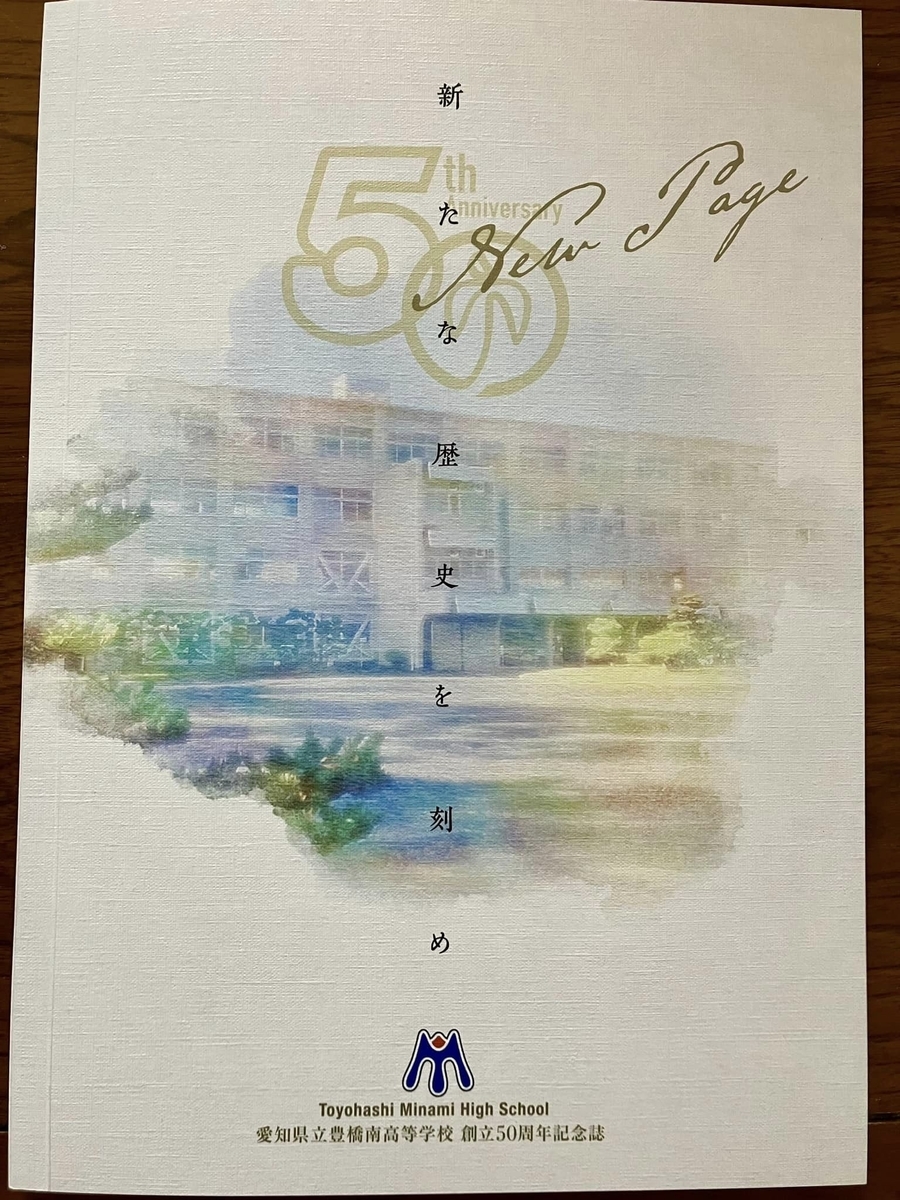 新たな歴史を刻め
50th
Anniversary
New Page
Toyohashi Minami High School
愛知県立豊橋南高等学校 創立50周年記念誌